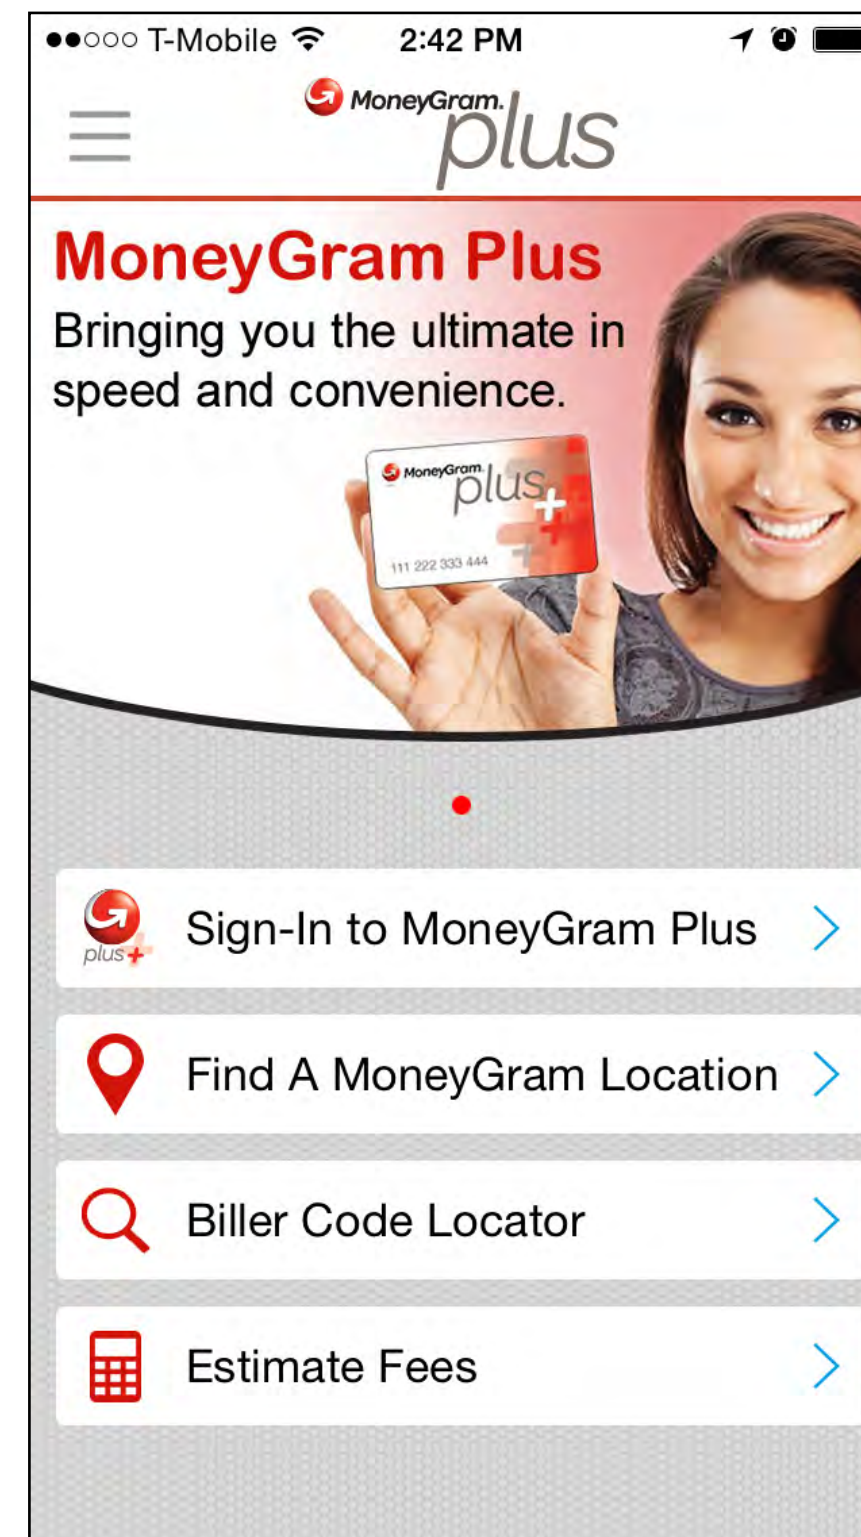 T-Mobile 2:42 PM
MoneyGram.
plus
MoneyGram Plus
Bringing you the ultimate in
speed and convenience.
MoneyGram.
plus
111 222 333 444
plus
Sign-In to MoneyGram Plus
Find A MoneyGram Location
Biller Code Locator
Estimate Fees